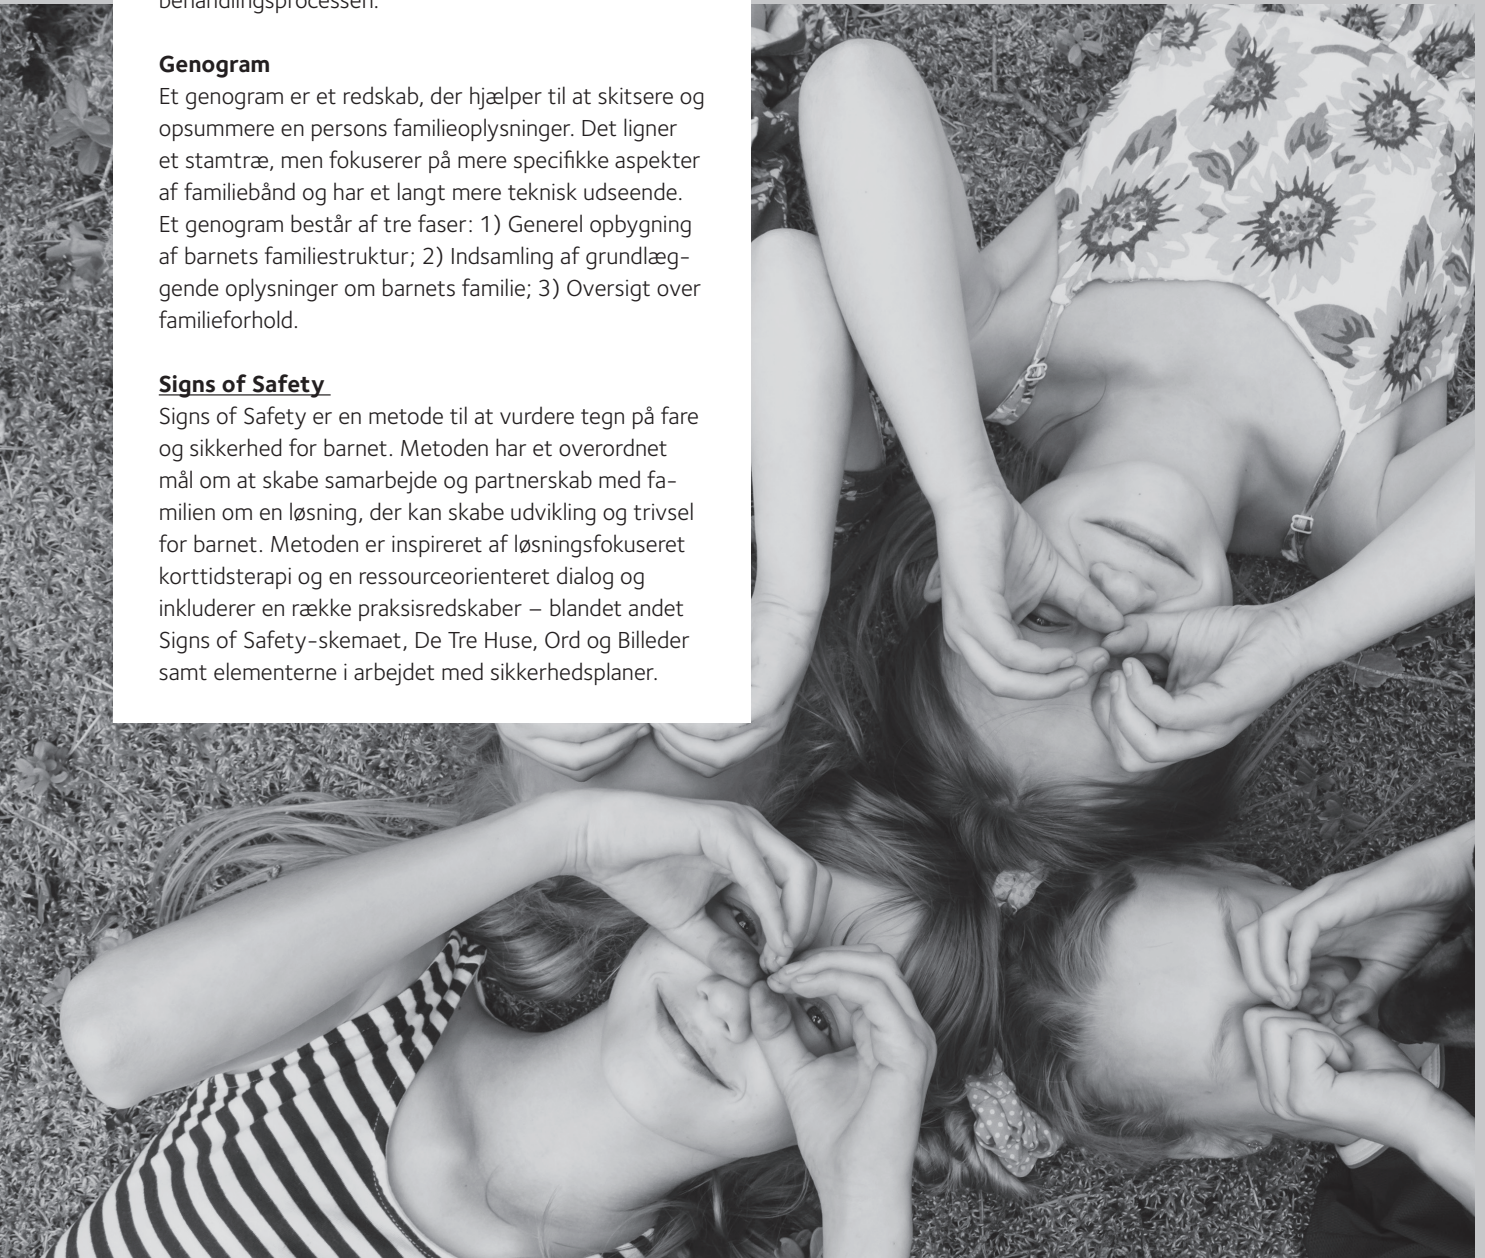 behandlingsprocessen.
Genogram
Et genogram er et redskab, der hjælper til at skitsere og
opsummere en persons familieoplysninger. Det ligner
et stamtræ, men fokuserer på mere specifikke aspekter
af familiebånd og har et langt mere teknisk udseende.
Et genogram består af tre faser: 1) Generel opbygning
af barnets familiestruktur; 2) Indsamling af grundlæg-
gende oplysninger om barnets familie; 3) Oversigt over
familieforhold.
Signs of Safety
Signs of Safety er en metode til at vurdere tegn på fare
og sikkerhed for barnet. Metoden har et overordnet
mål om at skabe samarbejde og partnerskab med fa-
milien om en løsning, der kan skabe udvikling og trivsel
for barnet. Metoden er inspireret af løsningsfokuseret
korttidsterapi og en ressourceorienteret dialog og
inkluderer en række praksisredskaber – blandet andet
Signs of Safety-skemaet, De Tre Huse, Ord og Billeder
samt elementerne i arbejdet med sikkerhedsplaner.